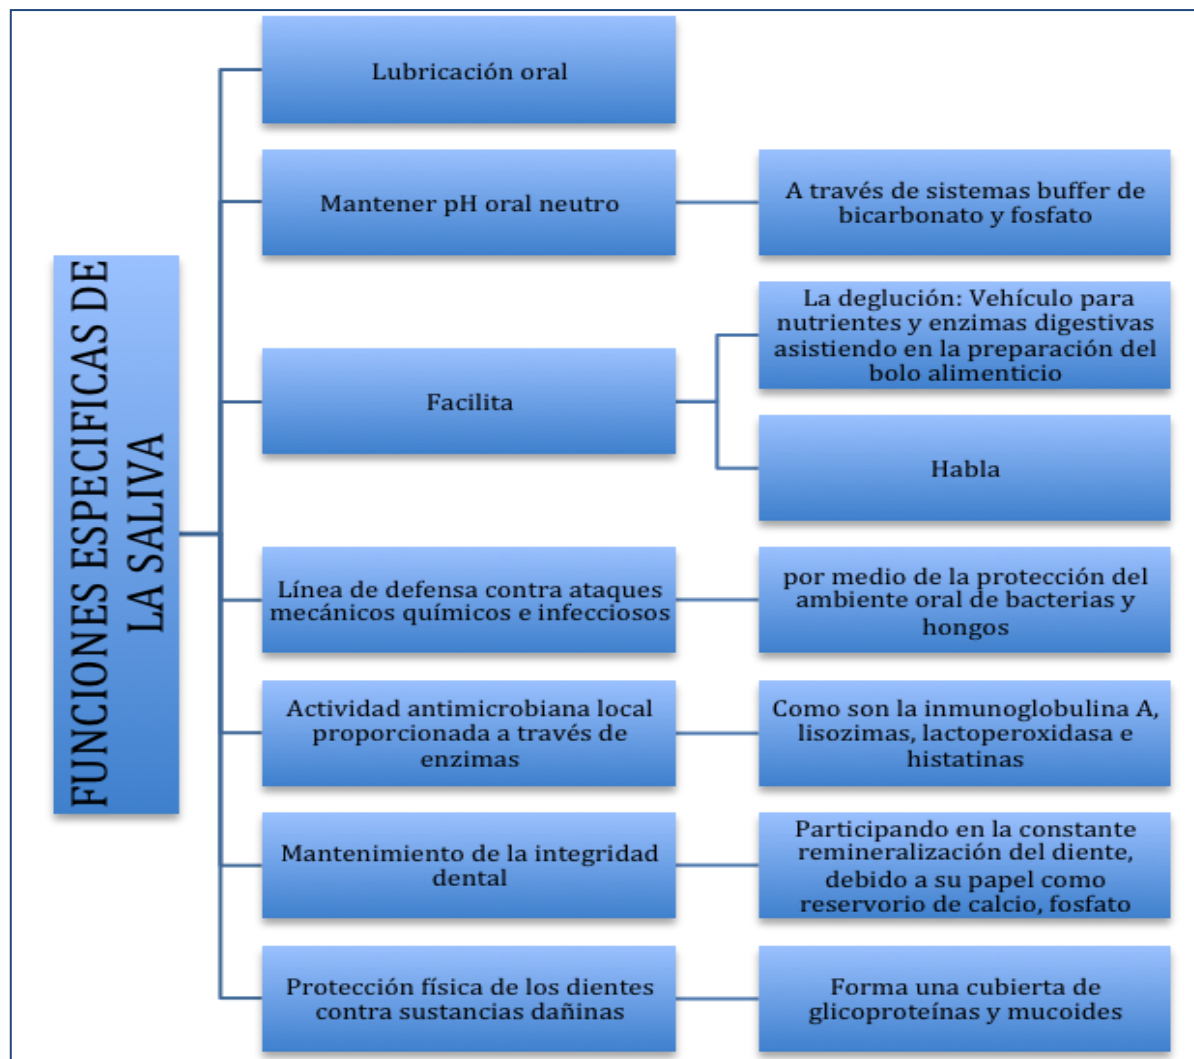 FUNCIONES ESPECIFICAS DE
LA SALIVA
Lubricación oral
Mantener pH oral neutro
A través de sistemas buffer de
bicarbonato y fosfato
Facilita
La deglución: Vehículo para
nutrientes y enzimas digestivas
asistiendo en la preparación del
bolo alimenticio
Habla
Línea de defensa contra ataques
mecánicos químicos e infecciosos
por medio de la protección del
ambiente oral de bacterias y
hongos
Actividad antimicrobiana local
proporcionada a través de
enzimas
Como son la inmunoglobulina A,
lisozimas, lactoperoxidasa e
histatinas
Mantenimiento de la integridad
dental
Participando en la constante
remineralización del diente,
debido a su papel como
reservorio de calcio, fosfato
Protección física de los dientes
contra sustancias dañinas
Forma una cubierta de
glicoproteínas y mucoides